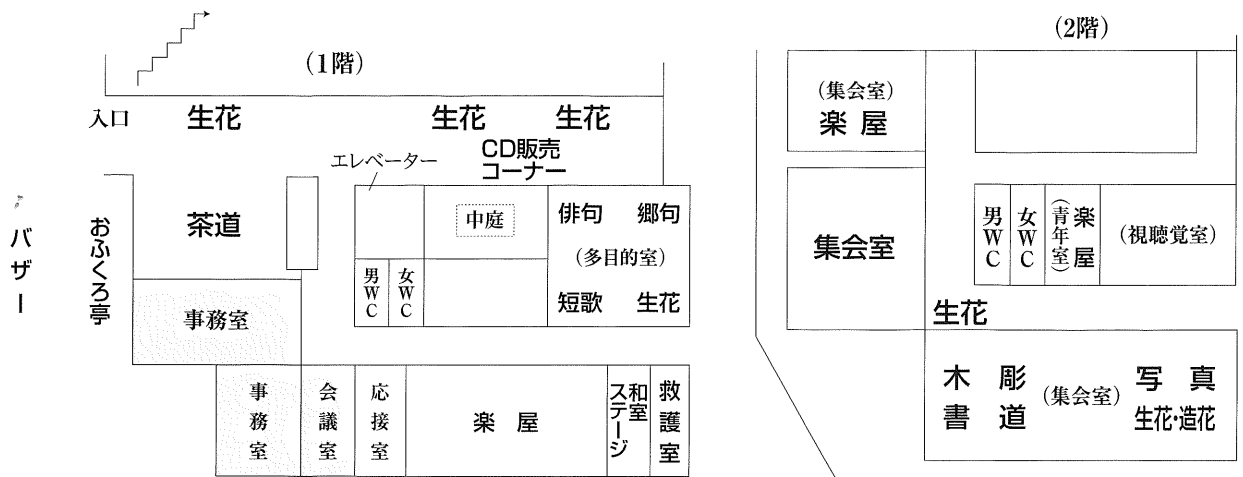 (1階)
入口
生花
生花
生花
CD販売
コーナー
エレベーター
バザー
おふくろ亭
茶道
中庭
俳句 郷句
(多目的室)
短歌 生花
男WC
女WC
事務室
事務室
会議室
応接室
楽屋
和室
ステージ
救護室
(2階)
(集会室)
楽屋
集会室
男WC
女WC
楽屋
(青年室)
(視聴覚室)
生花
木彫 写真
(集会室)
書道 生花・造花